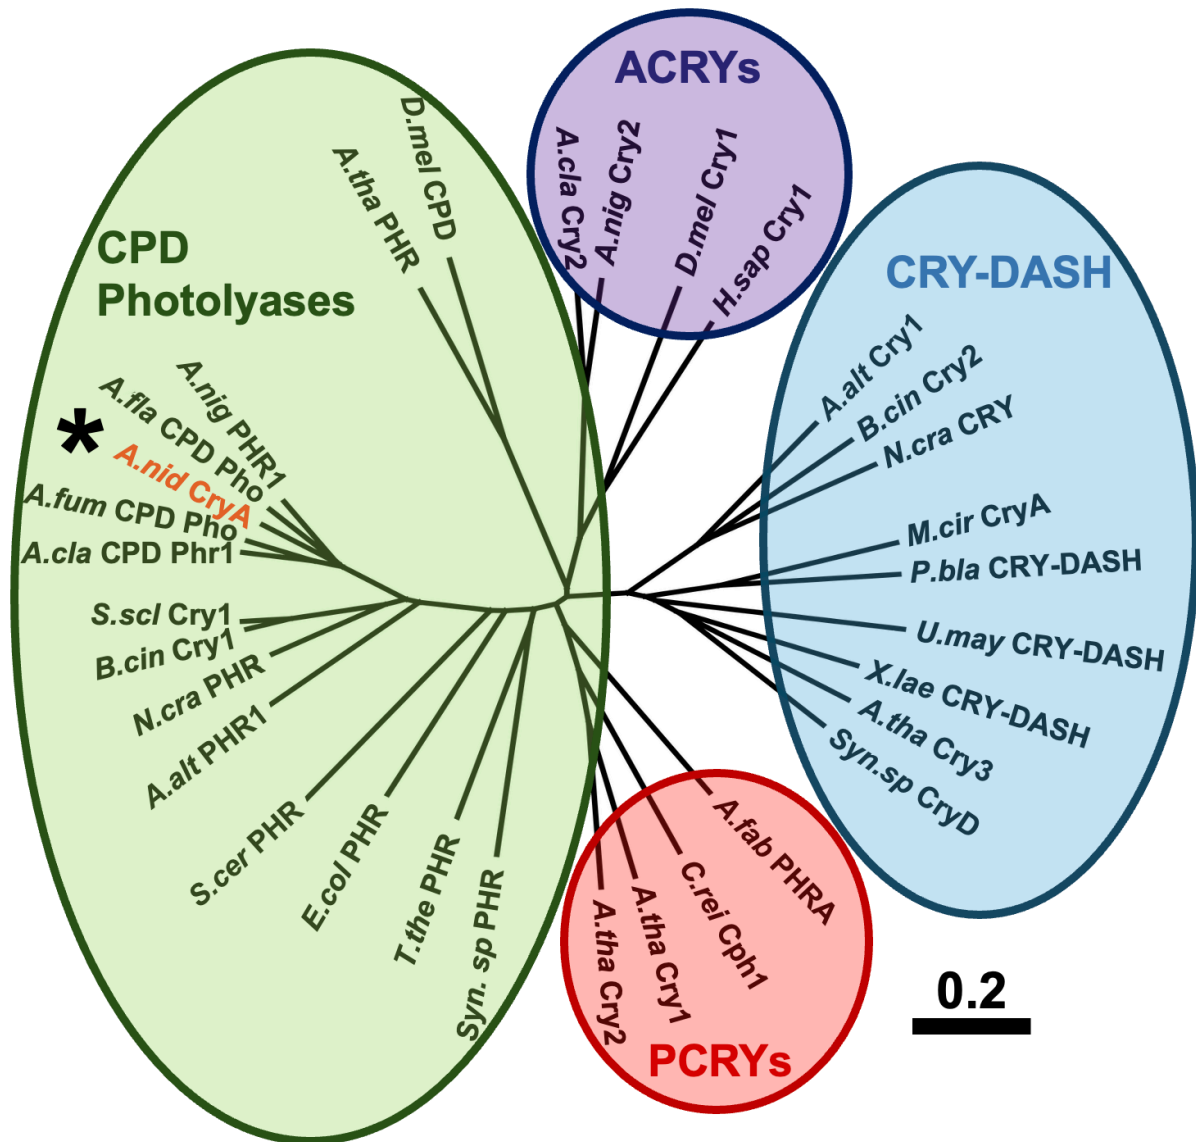 ACRYs
A.cla Cry2
A.nig Cry2
D.mel Cry1
H.sap Cry1
CPD
Photolyases
D.mel CPD
A.tha PHR
A.nig PHR1
A.fla CPD Pho
*
A.nid CryA
A.fum CPD Pho
A.cla CPD Phr1
S.scl Cry1
B.cin Cry1
N.cra PHR
A.alt PHR1
S.cer PHR
E.col PHR
T.the PHR
Syn. sp PHR
CRY-DASH
A.alt Cry1
B.cin Cry2
N.cra CRY
M.cir CryA
P.bla CRY-DASH
U.may CRY-DASH
X.lae CRY-DASH
A.tha Cry3
Syn.sp CryD
A.fab PHRA
C.rei Cph1
A.tha Cry1
A.tha Cry2
PCRYs
0.2